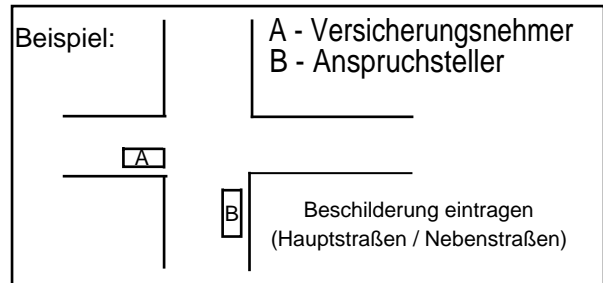 Beispiel:
A - Versicherungsnehmer
B - Anspruchsteller
A
B
Beschilderung eintragen
(Hauptstraßen / Nebenstraßen)